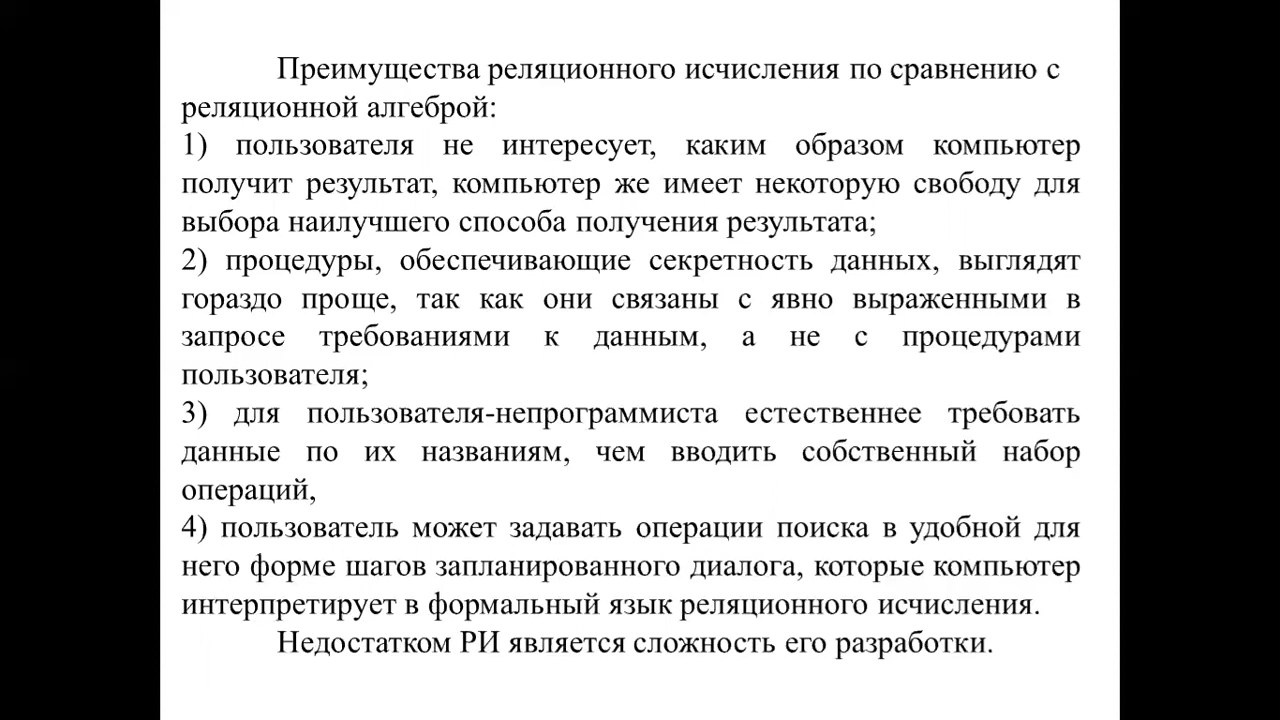 Преимущества реляционного исчисления по сравнению с
реляционной алгеброй:
1) пользователя не интересует, каким образом компьютер
получит результат, компьютер же имеет некоторую свободу для
выбора наилучшего способа получения результата;
2) процедуры, обеспечивающие секретность данных, выглядят
гораздо проще, так как они связаны с явно выраженными в
запросе требованиями к данным, а не с процедурами
пользователя;
3) для пользователя-непрограммиста естественнее требовать
данные по их названиям, чем вводить собственный набор
операций,
4) пользователь может задавать операции поиска в удобной для
него форме шагов запланированного диалога, которые компьютер
интерпретирует в формальный язык реляционного исчисления.
Недостатком РИ является сложность его разработки.